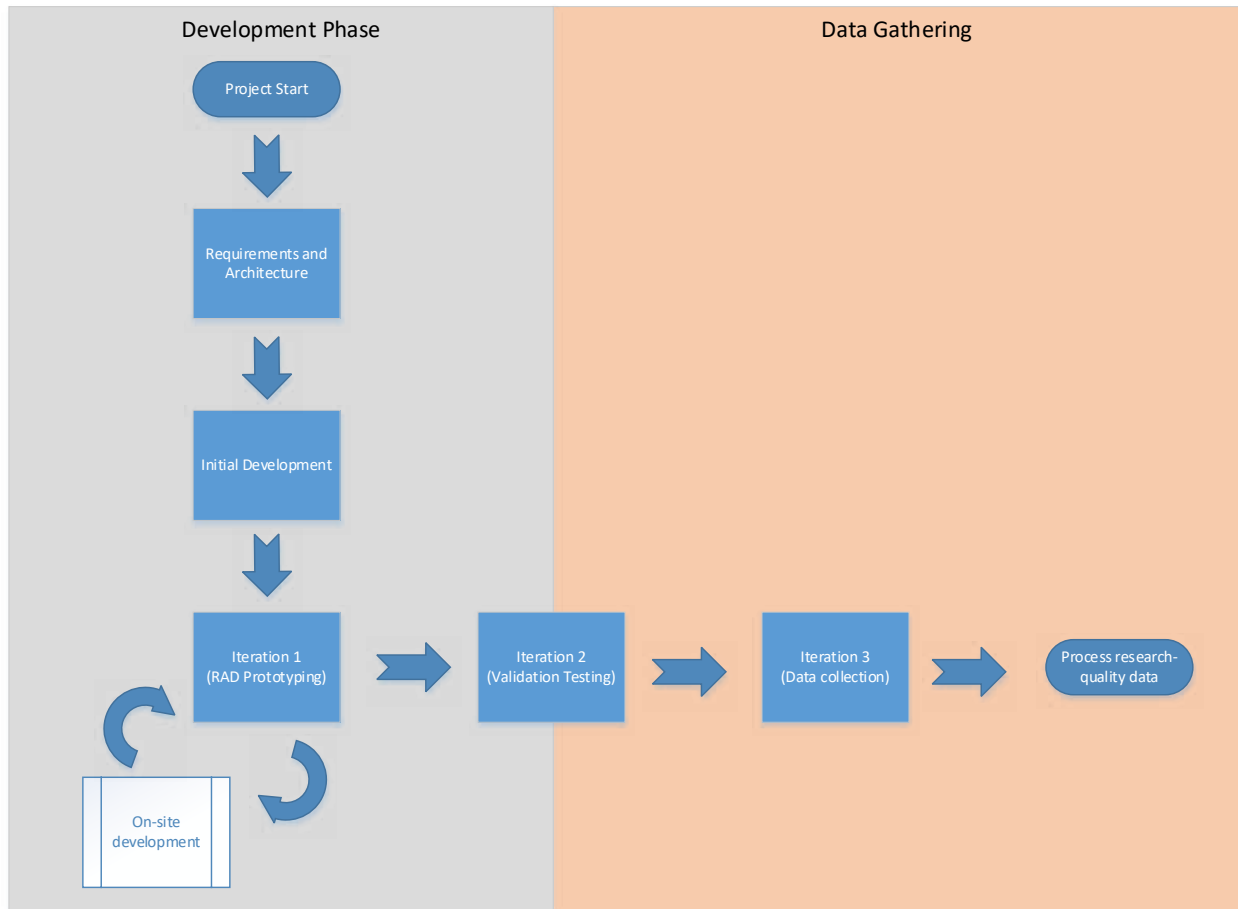 Development Phase
Data Gathering
Project Start
Requirements and
Architecture
Initial Development
Iteration 1
(RAD Prototyping)
Iteration 2
(Validation Testing)
Iteration 3
(Data collection)
Process research-
quality data
On-site
development